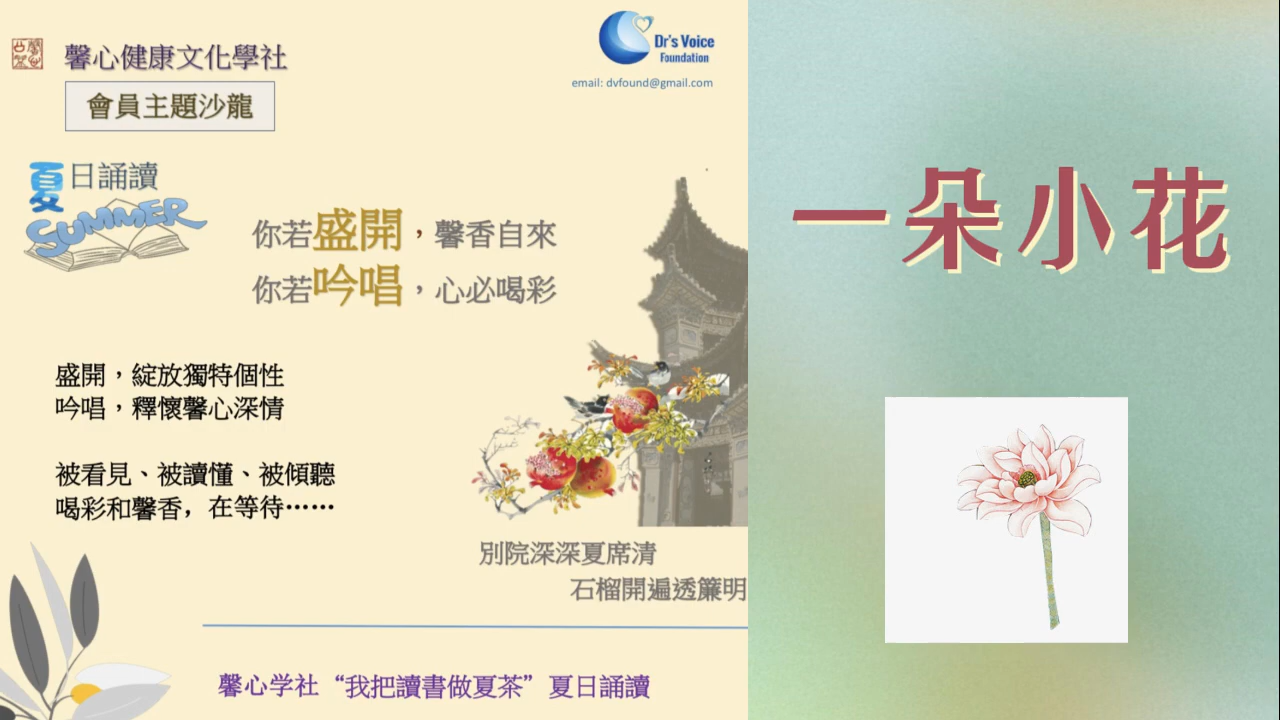 馨心健康文化學社
會員主題沙龍
Dr's Voice
Foundation
email: dvfound@gmail.com
夏日誦讀
SUMMER
你若盛開，馨香自來
你若吟唱，心必喝彩
盛開，綻放獨特個性
吟唱，釋懷馨心深情
被看見、被讀懂、被傾聽
喝彩和馨香，在等待……
別院深深夏席清
石榴開遍透簾明
馨心学社“我把讀書做夏茶”夏日誦讀
一朵小花